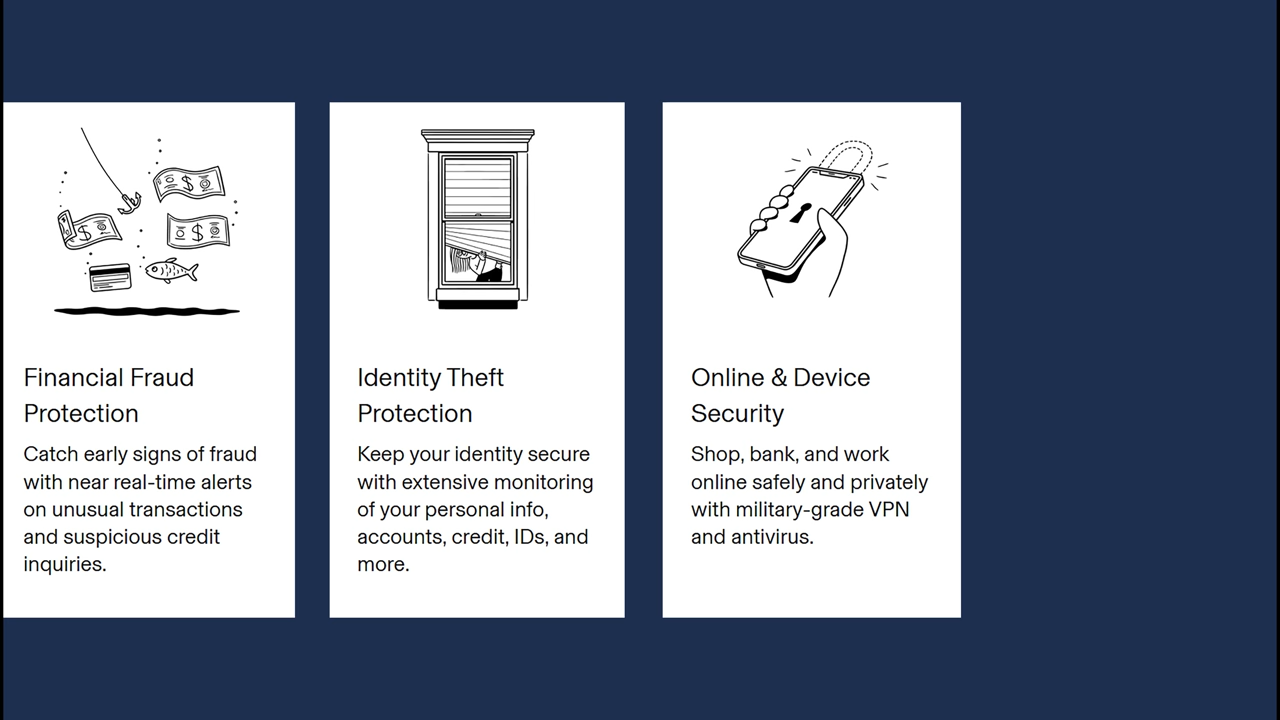 Financial Fraud
Protection
Catch early signs of fraud
with near real-time alerts
on unusual transactions
and suspicious credit
inquiries.
Identity Theft
Protection
Keep your identity secure
with extensive monitoring
of your personal info,
accounts, credit, IDs, and
more.
Online & Device
Security
Shop, bank, and work
online safely and privately
with military-grade VPN
and antivirus.